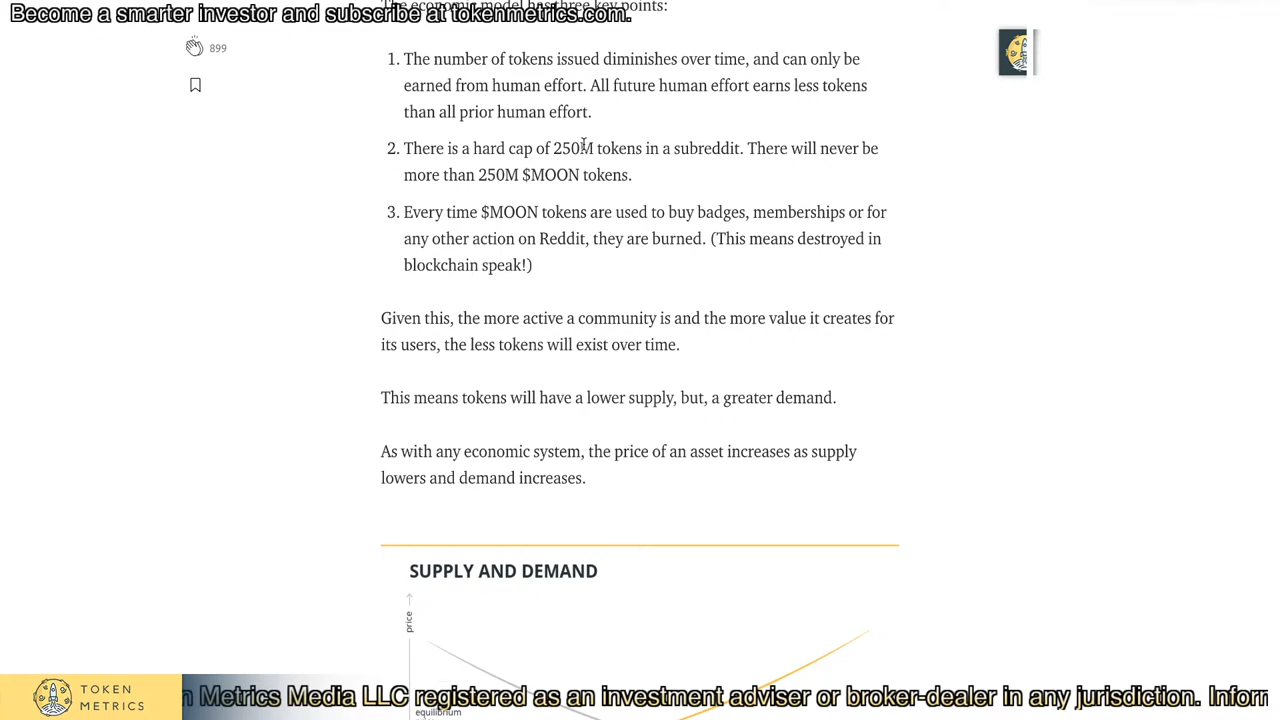 The economic model has three key points:
Become a smarter investor and subscribe at tokenmetrics.com.
899
1. The number of tokens issued diminishes over time, and can only be
earned from human effort. All future human effort earns less tokens
than all prior human effort.
2. There is a hard cap of 250M tokens in a subreddit. There will never be
more than 250M $MOON tokens.
3. Every time $MOON tokens are used to buy badges, memberships or for
any other action on Reddit, they are burned. (This means destroyed in
blockchain speak!)
Given this, the more active a community is and the more value it creates for
its users, the less tokens will exist over time.
This means tokens will have a lower supply, but, a greater demand.
As with any economic system, the price of an asset increases as supply
lowers and demand increases.
SUPPLY AND DEMAND
price
TOKEN
METRICS
n Metrics Media LLC registered as an investment adviser or broker-dealer in any jurisdiction. Inform
equilibrium